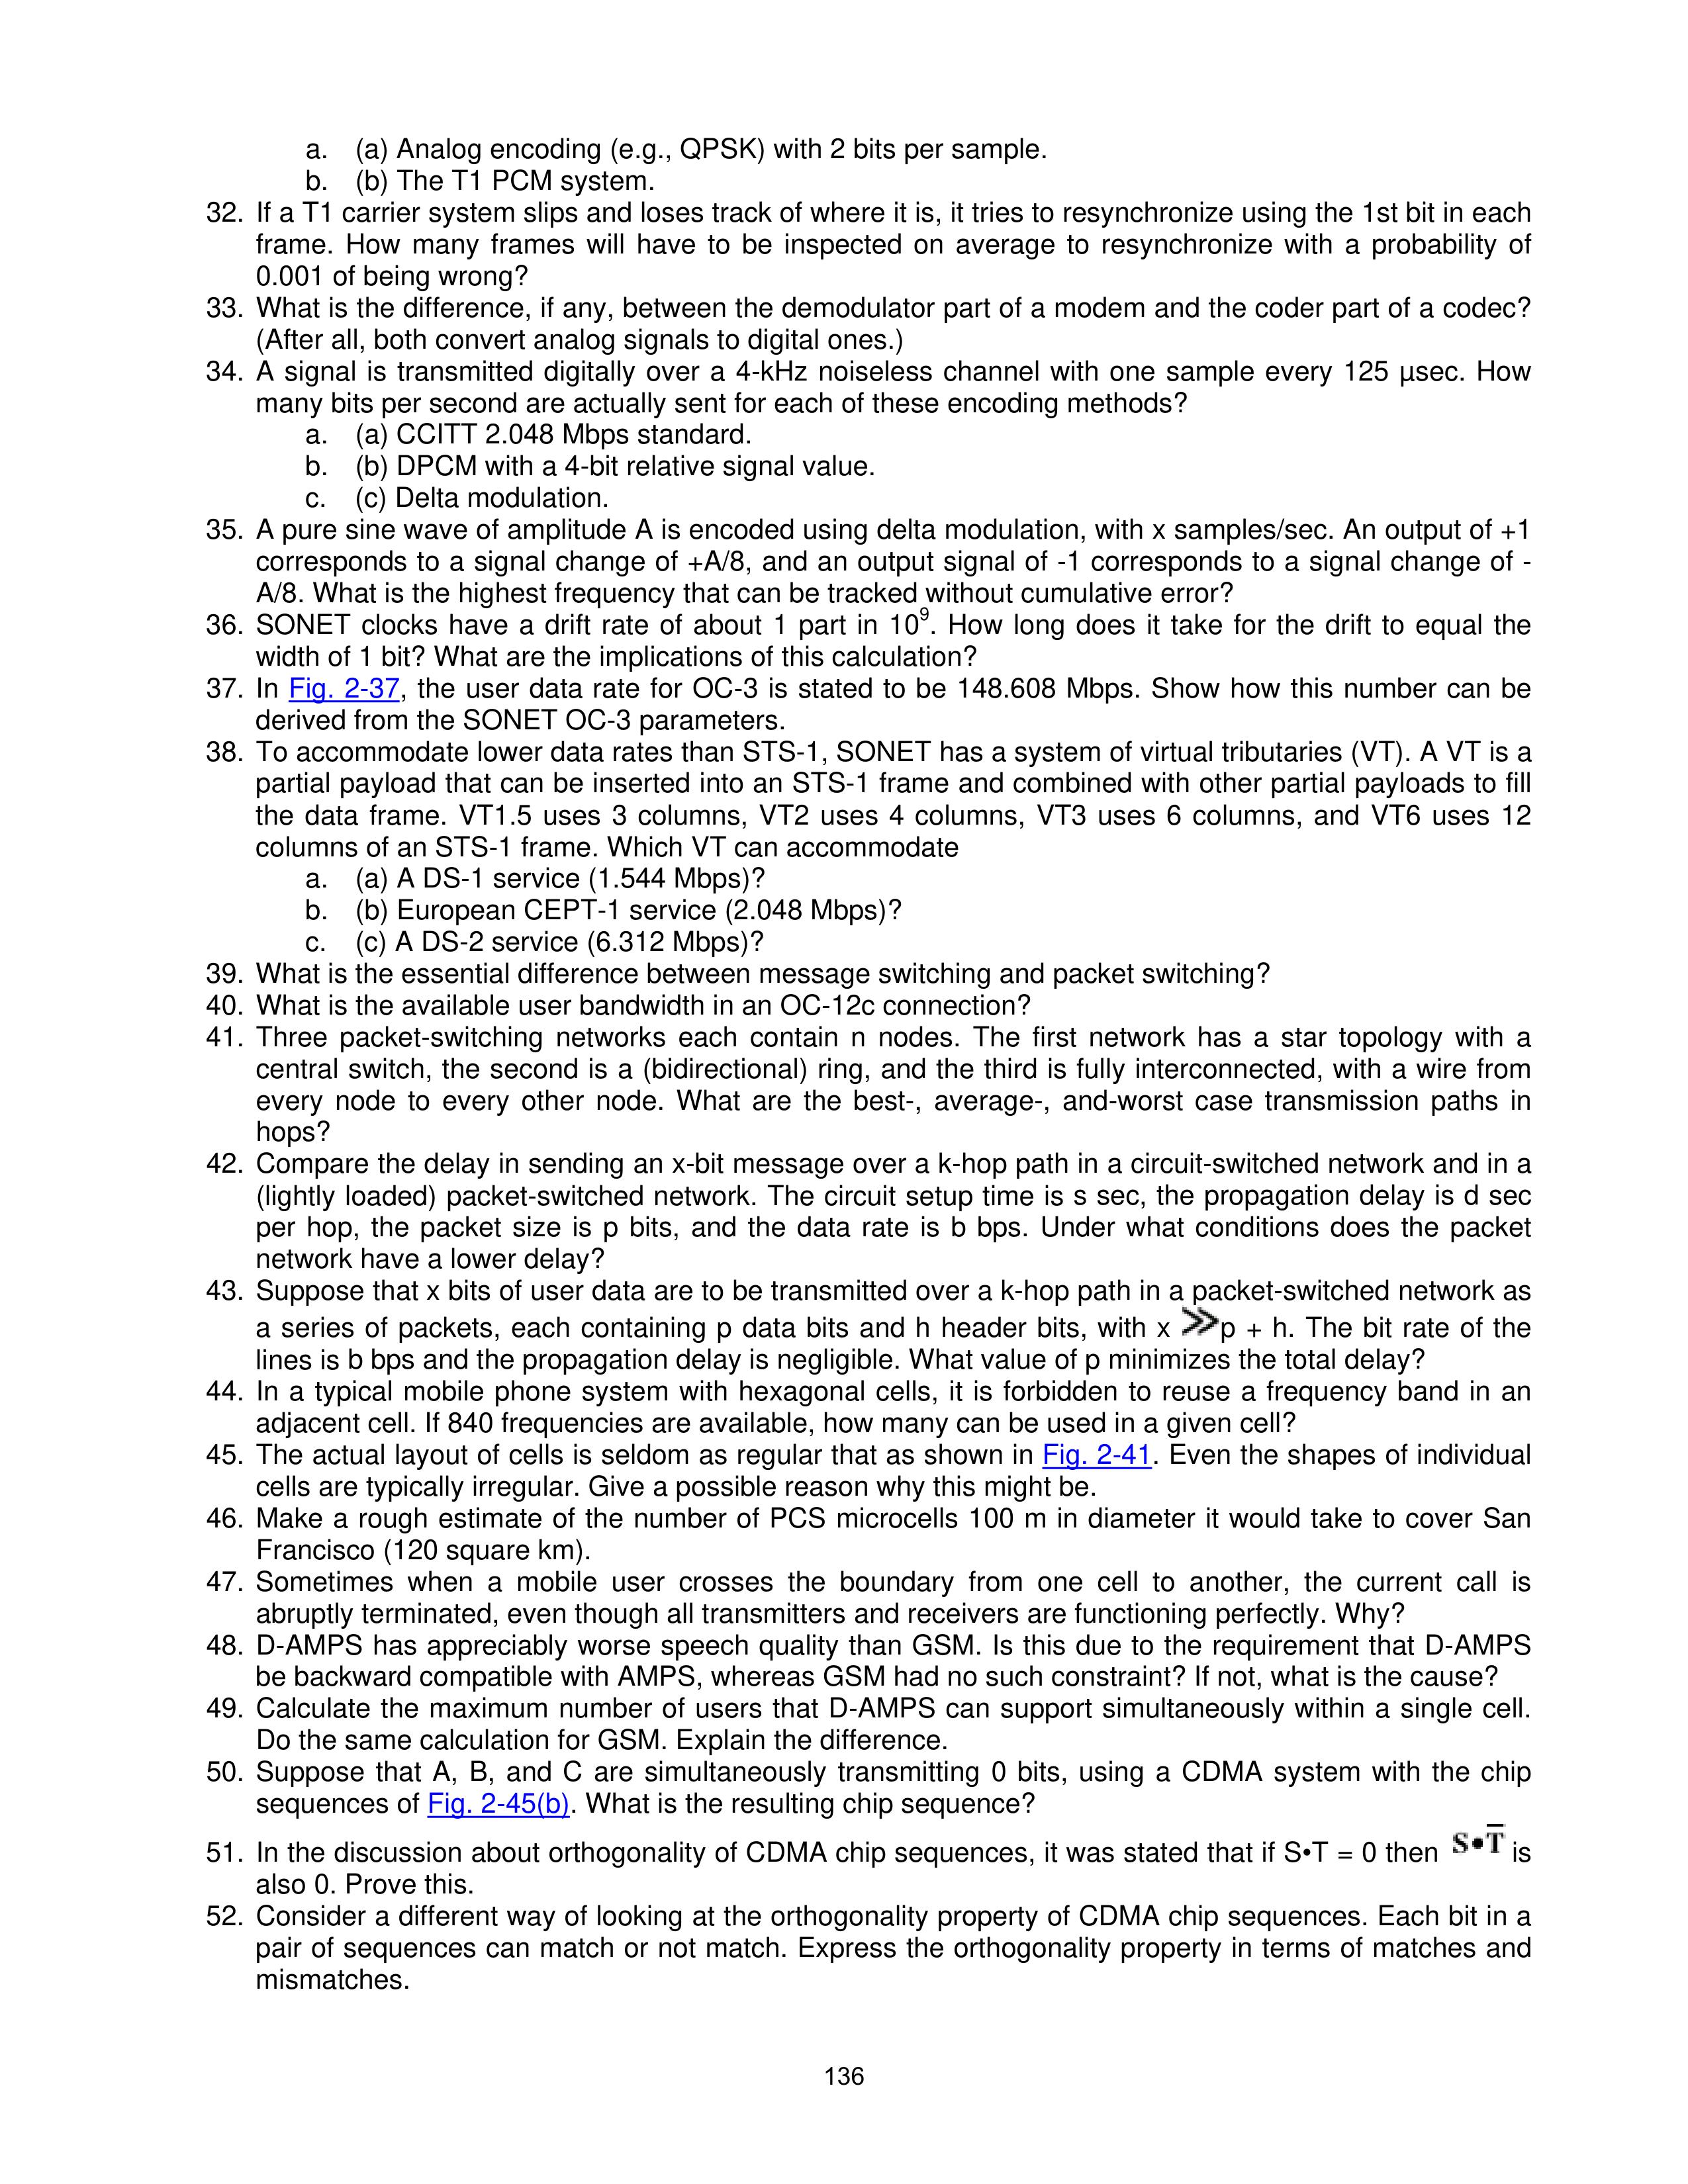 a. (a) Analog encoding (e.g., QPSK) with 2 bits per sample.
b. (b) The T1 PCM system.
32. If a T1 carrier system slips and loses track of where it is, it tries to resynchronize using the 1st bit in each
frame. How many frames will have to be inspected on average to resynchronize with a probability of
0.001 of being wrong?
33. What is the difference, if any, between the demodulator part of a modem and the coder part of a codec?
(After all, both convert analog signals to digital ones.)
34. A signal is transmitted digitally over a 4-kHz noiseless channel with one sample every 125 µsec. How
many bits per second are actually sent for each of these encoding methods?
a. (a) CCITT 2.048 Mbps standard.
b. (b) DPCM with a 4-bit relative signal value.
c. (c) Delta modulation.
35. A pure sine wave of amplitude A is encoded using delta modulation, with x samples/sec. An output of +1
corresponds to a signal change of +A/8, and an output signal of -1 corresponds to a signal change of -
A/8. What is the highest frequency that can be tracked without cumulative error?
36. SONET clocks have a drift rate of about 1 part in 10⁹. How long does it take for the drift to equal the
width of 1 bit? What are the implications of this calculation?
37. In Fig. 2-37, the user data rate for OC-3 is stated to be 148.608 Mbps. Show how this number can be
derived from the SONET OC-3 parameters.
38. To accommodate lower data rates than STS-1, SONET has a system of virtual tributaries (VT). A VT is a
partial payload that can be inserted into an STS-1 frame and combined with other partial payloads to fill
the data frame. VT1.5 uses 3 columns, VT2 uses 4 columns, VT3 uses 6 columns, and VT6 uses 12
columns of an STS-1 frame. Which VT can accommodate
a. (a) A DS-1 service (1.544 Mbps)?
b. (b) European CEPT-1 service (2.048 Mbps)?
c. (c) A DS-2 service (6.312 Mbps)?
39. What is the essential difference between message switching and packet switching?
40. What is the available user bandwidth in an OC-12c connection?
41. Three packet-switching networks each contain n nodes. The first network has a star topology with a
central switch, the second is a (bidirectional) ring, and the third is fully interconnected, with a wire from
every node to every other node. What are the best-, average-, and-worst case transmission paths in
hops?
42. Compare the delay in sending an x-bit message over a k-hop path in a circuit-switched network and in a
(lightly loaded) packet-switched network. The circuit setup time is s sec, the propagation delay is d sec
per hop, the packet size is p bits, and the data rate is b bps. Under what conditions does the packet
network have a lower delay?
43. Suppose that x bits of user data are to be transmitted over a k-hop path in a packet-switched network as
a series of packets, each containing p data bits and h header bits, with x ≫p + h. The bit rate of the
lines is b bps and the propagation delay is negligible. What value of p minimizes the total delay?
44. In a typical mobile phone system with hexagonal cells, it is forbidden to reuse a frequency band in an
adjacent cell. If 840 frequencies are available, how many can be used in a given cell?
45. The actual layout of cells is seldom as regular that as shown in Fig. 2-41. Even the shapes of individual
cells are typically irregular. Give a possible reason why this might be.
46. Make a rough estimate of the number of PCS microcells 100 m in diameter it would take to cover San
Francisco (120 square km).
47. Sometimes when a mobile user crosses the boundary from one cell to another, the current call is
abruptly terminated, even though all transmitters and receivers are functioning perfectly. Why?
48. D-AMPS has appreciably worse speech quality than GSM. Is this due to the requirement that D-AMPS
be backward compatible with AMPS, whereas GSM had no such constraint? If not, what is the cause?
49. Calculate the maximum number of users that D-AMPS can support simultaneously within a single cell.
Do the same calculation for GSM. Explain the difference.
50. Suppose that A, B, and C are simultaneously transmitting 0 bits, using a CDMA system with the chip
sequences of Fig. 2-45(b). What is the resulting chip sequence?
51. In the discussion about orthogonality of CDMA chip sequences, it was stated that if S•T = 0 then S•T̅ is
also 0. Prove this.
52. Consider a different way of looking at the orthogonality property of CDMA chip sequences. Each bit in a
pair of sequences can match or not match. Express the orthogonality property in terms of matches and
mismatches.
136